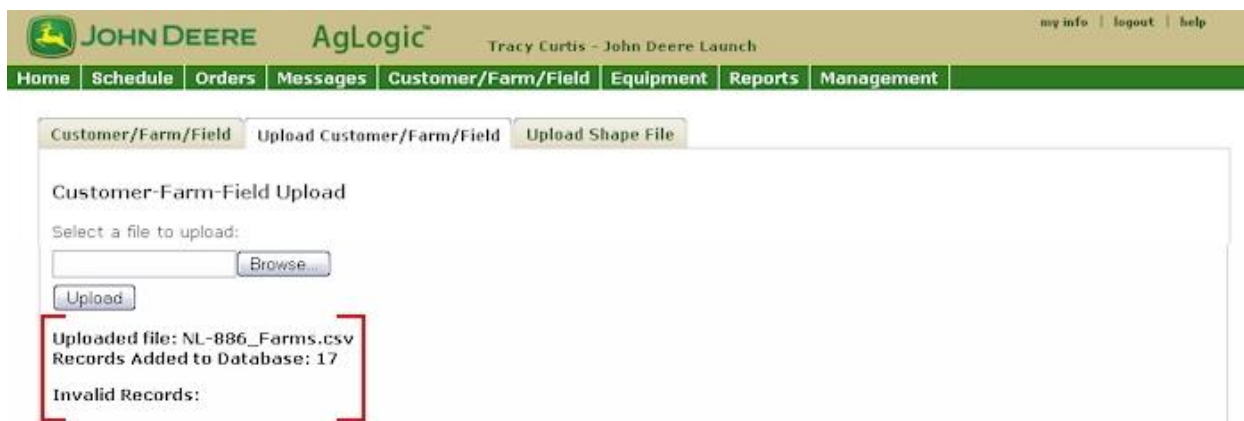 my info | logout | help
JOHN DEERE AgLogic™ Tracy Curtis - John Deere Launch
Home Schedule Orders Messages Customer/Farm/Field Equipment Reports Management
Customer/Farm/Field Upload Customer/Farm/Field Upload Shape File
Customer-Farm-Field Upload
Select a file to upload:
Browse...
Upload
Uploaded file: NL-886_Farms.csv
Records Added to Database: 17
Invalid Records: